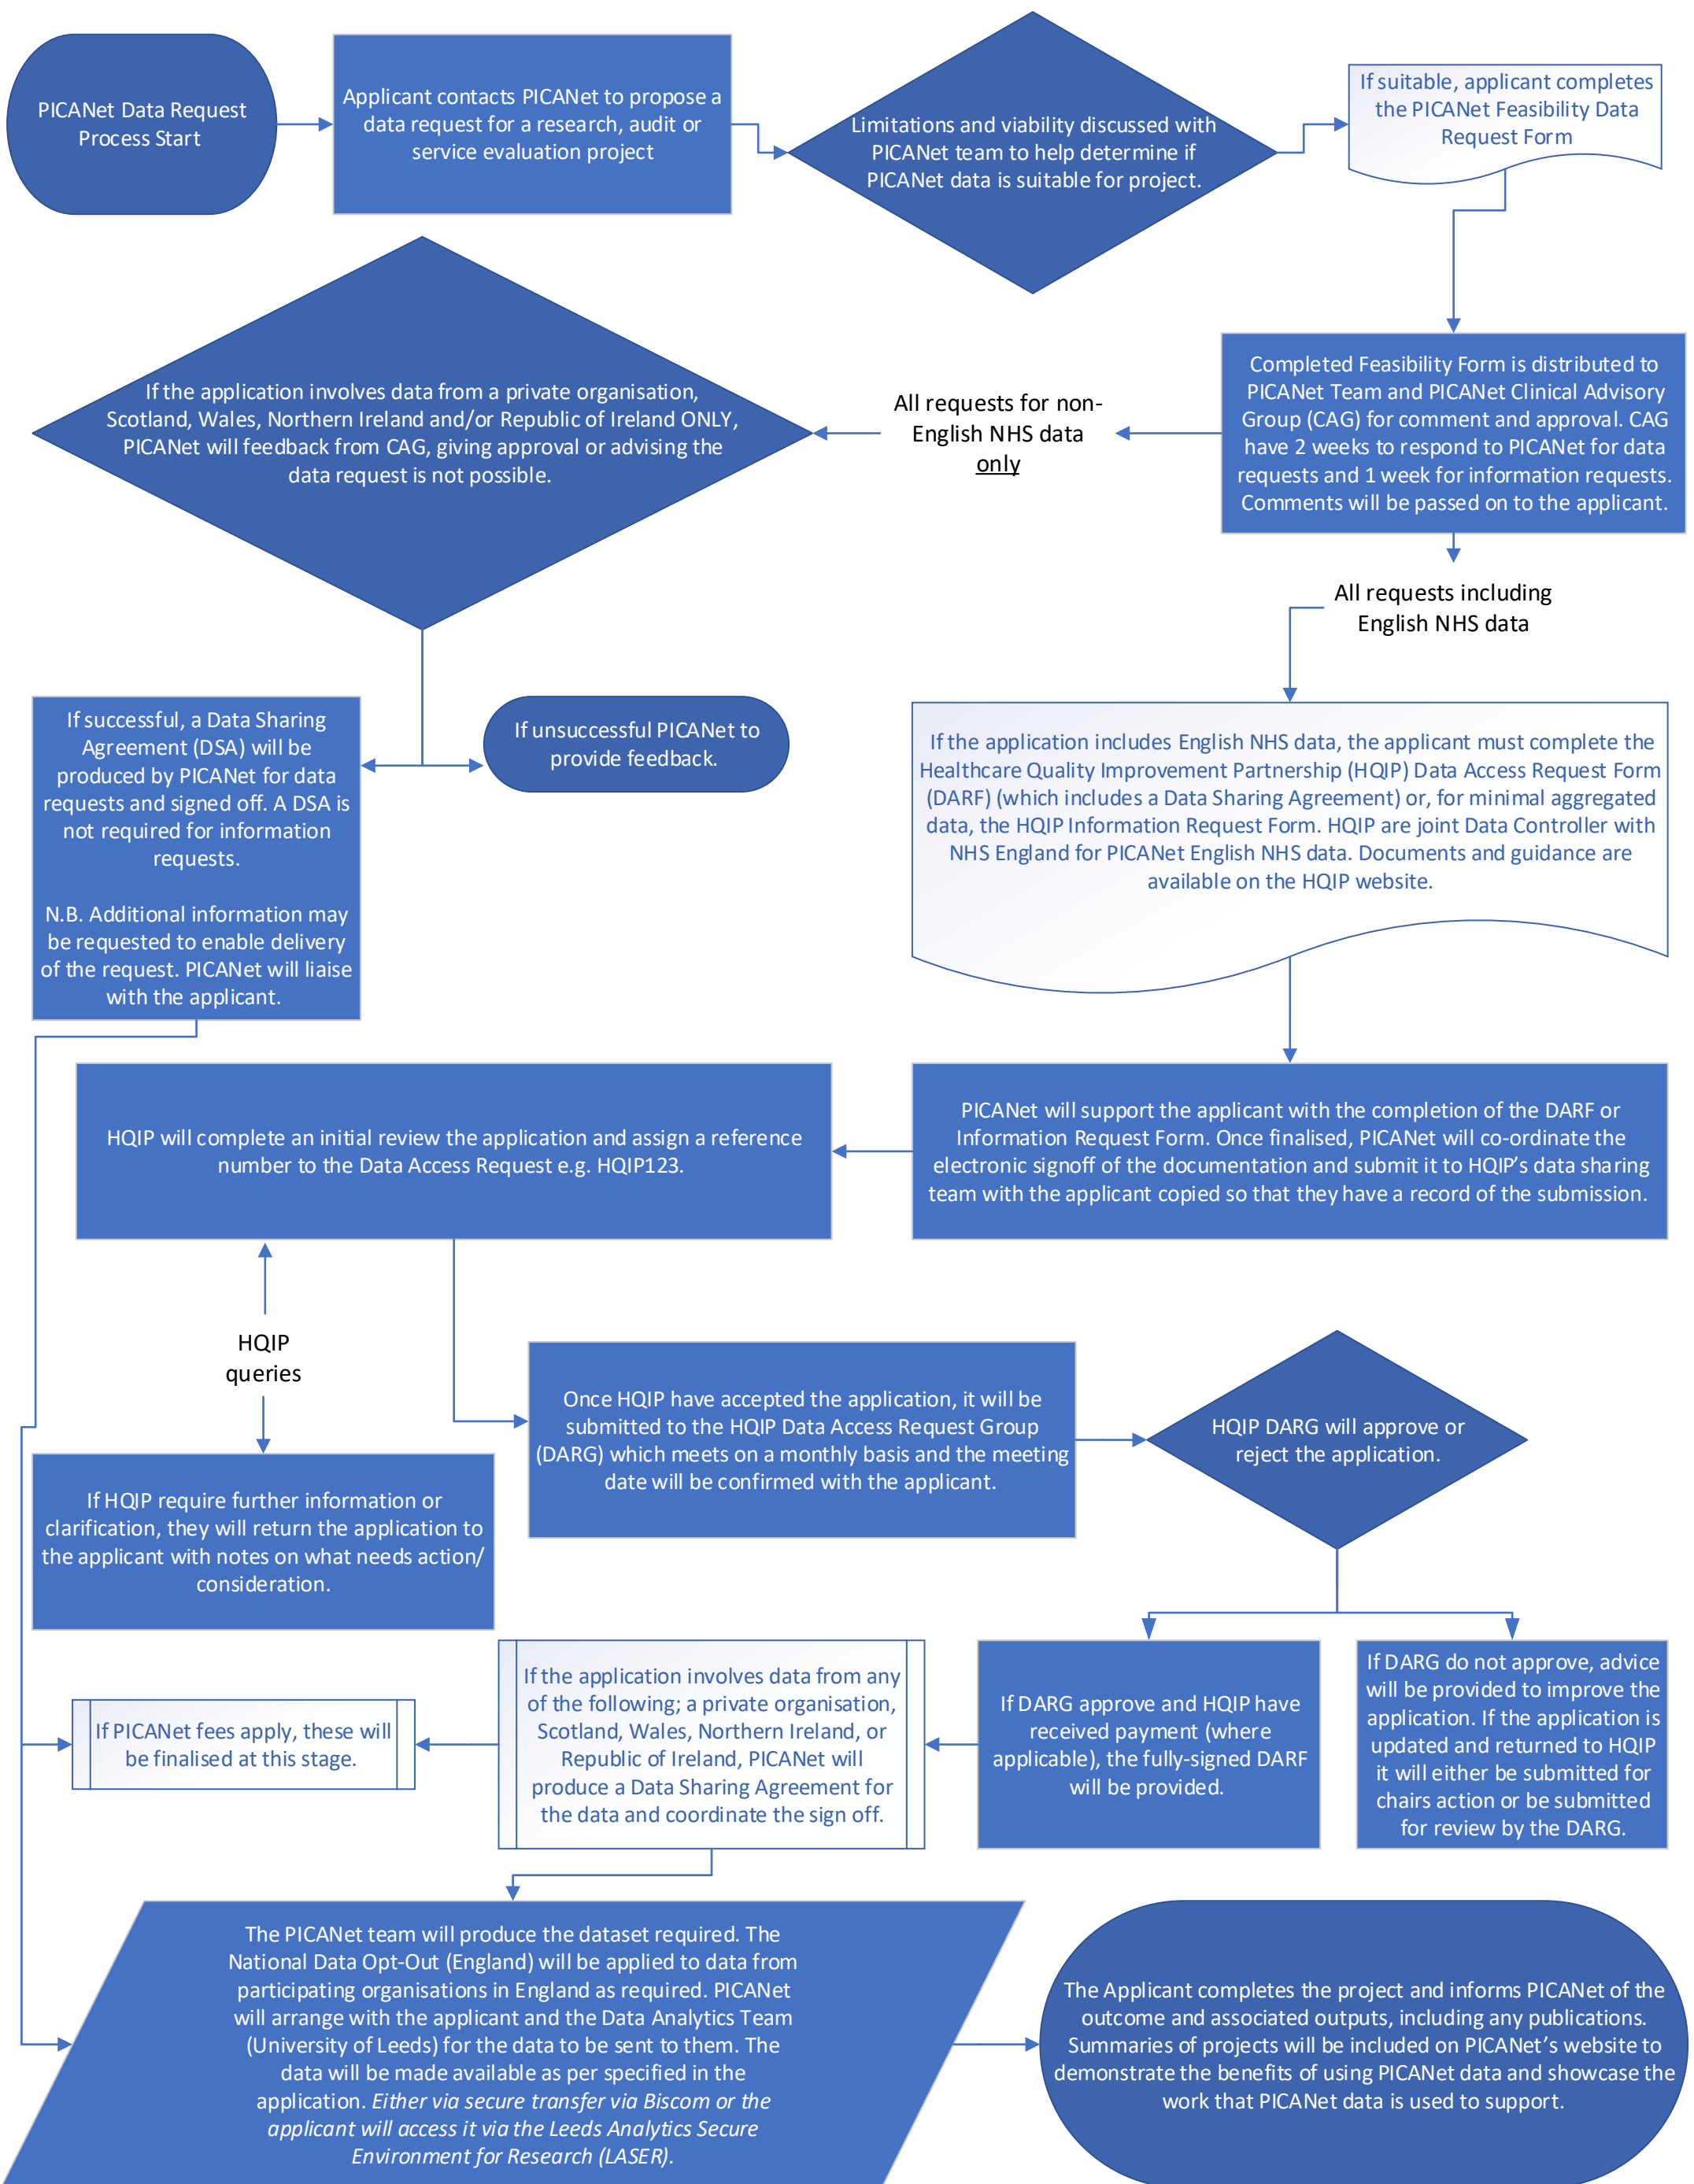 PICANet Data Request
Process Start
Applicant contacts PICANet to propose a
data request for a research, audit or
service evaluation project
Limitations and viability discussed with
PICANet team to help determine if
PICANet data is suitable for project.
If suitable, applicant completes
the PICANet Feasibility Data
Request Form
Completed Feasibility Form is distributed to
PICANet Team and PICANet Clinical Advisory
Group (CAG) for comment and approval. CAG
have 2 weeks to respond to PICANet for data
requests and 1 week for information requests.
Comments will be passed on to the applicant.
All requests for non-
English NHS data
only
If the application involves data from a private organisation,
Scotland, Wales, Northern Ireland and/or Republic of Ireland ONLY,
PICANet will feedback from CAG, giving approval or advising the
data request is not possible.
If successful, a Data Sharing
Agreement (DSA) will be
produced by PICANet for data
requests and signed off. A DSA is
not required for information
requests.
N.B. Additional information may
be requested to enable delivery
of the request. PICANet will liaise
with the applicant.
If unsuccessful PICANet to
provide feedback.
All requests including
English NHS data
If the application includes English NHS data, the applicant must complete the
Healthcare Quality Improvement Partnership (HQIP) Data Access Request Form
(DARF) (which includes a Data Sharing Agreement) or, for minimal aggregated
data, the HQIP Information Request Form. HQIP are joint Data Controller with
NHS England for PICANet English NHS data. Documents and guidance are
available on the HQIP website.
PICANet will support the applicant with the completion of the DARF or
Information Request Form. Once finalised, PICANet will co-ordinate the
electronic signoff of the documentation and submit it to HQIP's data sharing
team with the applicant copied so that they have a record of the submission.
HQIP will complete an initial review the application and assign a reference
number to the Data Access Request e.g. HQIP123.
HQIP
queries
If HQIP require further information or
clarification, they will return the application to
the applicant with notes on what needs action/
consideration.
Once HQIP have accepted the application, it will be
submitted to the HQIP Data Access Request Group
(DARG) which meets on a monthly basis and the meeting
date will be confirmed with the applicant.
HQIP DARG will approve or
reject the application.
If DARG do not approve, advice
will be provided to improve the
application. If the application is
updated and returned to HQIP
it will either be submitted for
chairs action or be submitted
for review by the DARG.
If DARG approve and HQIP have
received payment (where
applicable), the fully-signed DARF
will be provided.
If the application involves data from any
of the following; a private organisation,
Scotland, Wales, Northern Ireland, or
Republic of Ireland, PICANet will
produce a Data Sharing Agreement for
the data and coordinate the sign off.
If PICANet fees apply, these will
be finalised at this stage.
The PICANet team will produce the dataset required. The
National Data Opt-Out (England) will be applied to data from
participating organisations in England as required. PICANet
will arrange with the applicant and the Data Analytics Team
(University of Leeds) for the data to be sent to them. The
data will be made available as per specified in the
application. Either via secure transfer via Biscom or the
applicant will access it via the Leeds Analytics Secure
Environment for Research (LASER).
The Applicant completes the project and informs PICANet of the
outcome and associated outputs, including any publications.
Summaries of projects will be included on PICANet's website to
demonstrate the benefits of using PICANet data and showcase the
work that PICANet data is used to support.